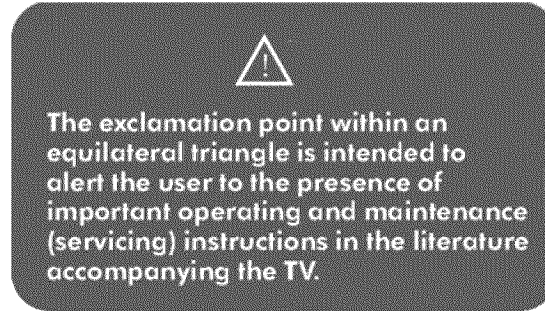 !
The exclamation point within an
equilateral triangle is intended to
alert the user to the presence of
important operating and maintenance
(servicing) instructions in the literature
accompanying the TV.